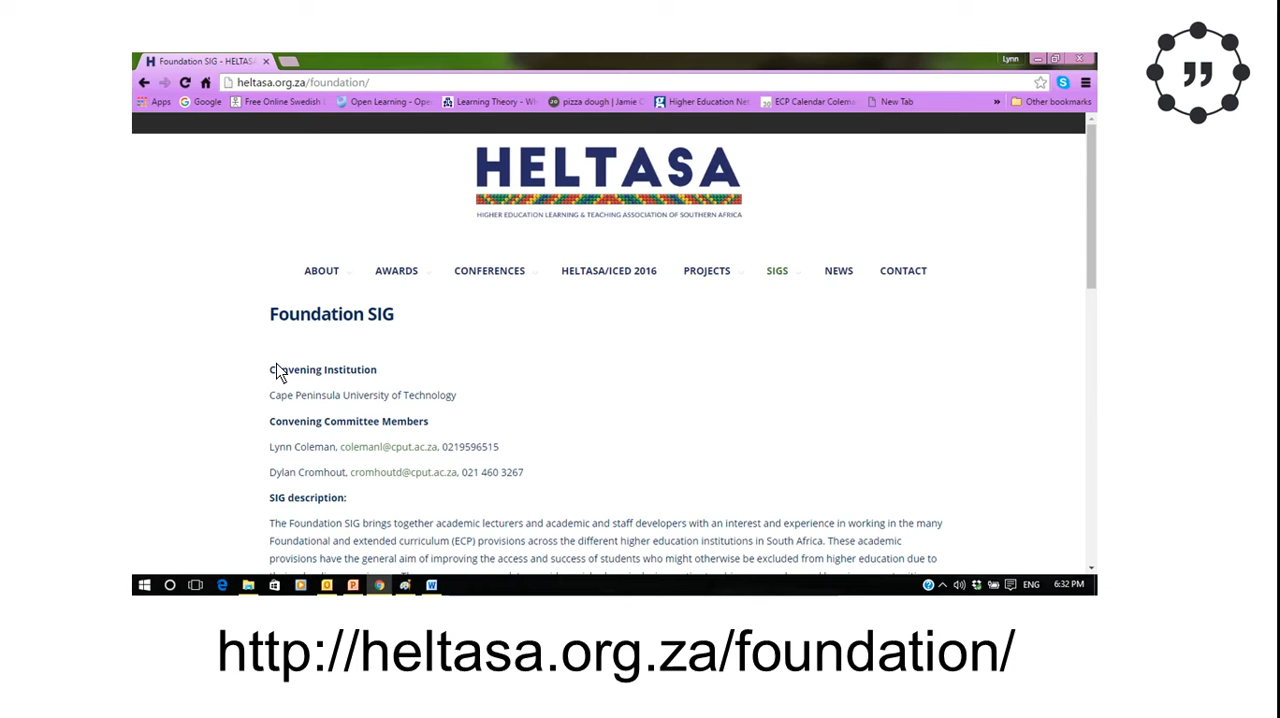 Foundation SIG - HELTASA
Lynn
heltasa.org.za/foundation/
Apps Google Free Online Swedish Open Learning - Ope Learning Theory - W pizza dough | Jamie Higher Education Ne ECP Calendar Colem New Tab » Other bookmarks
HELTASA
HIGHER EDUCATION LEARNING & TEACHING ASSOCIATION OF SOUTHERN AFRICA
ABOUT AWARDS CONFERENCES HELTASA/ICED 2016 PROJECTS SIGS NEWS CONTACT
Foundation SIG
Convening Institution
Cape Peninsula University of Technology
Convening Committee Members
Lynn Coleman, colemanl@cput.ac.za, 0219596515
Dylan Cromhout, cromhoutd@cput.ac.za, 021 460 3267
SIG description:
The Foundation SIG brings together academic lecturers and academic and staff developers with an interest and experience in working in the many
Foundational and extended curriculum (ECP) provisions across the different higher education institutions in South Africa. These academic
provisions have the general aim of improving the access and success of students who might otherwise be excluded from higher education due to
ENG 6:32 PM
http://heltasa.org.za/foundation/